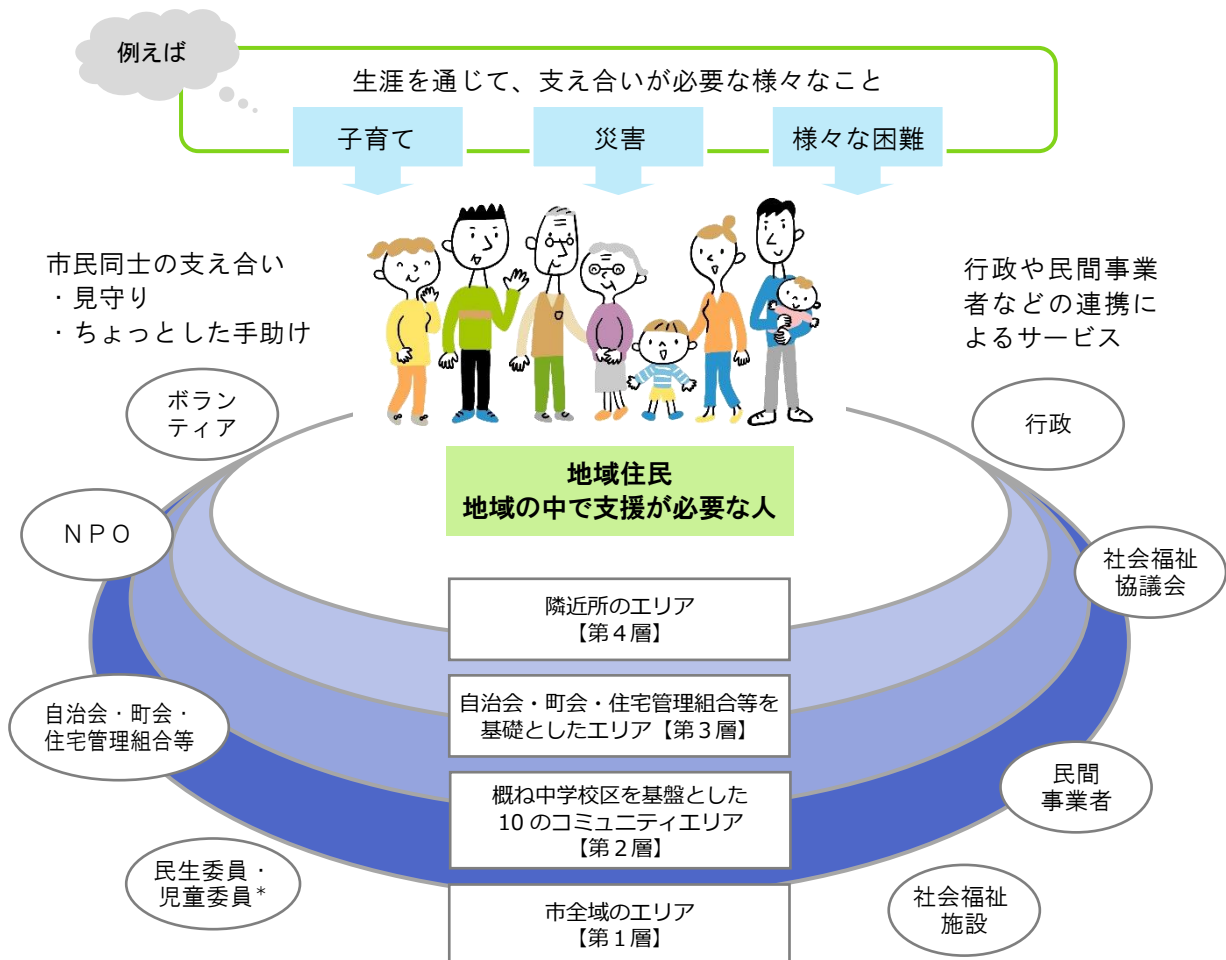 例えば
生涯を通じて、支え合いが必要な様々なこと
子育て
災害
様々な困難
市民同士の支え合い
・見守り
・ちょっとした手助け
行政や民間事業
者などの連携に
よるサービス
ボラン
ティア
行政
地域住民
地域の中で支援が必要な人
ＮＰＯ
社会福祉
協議会
隣近所のエリア
【第４層】
自治会・町会・
住宅管理組合等
自治会・町会・住宅管理組合等を
基礎としたエリア【第３層】
民間
事業者
概ね中学校区を基盤とした
10 のコミュニティエリア
【第２層】
民生委員・
児童委員*
社会福祉
施設
市全域のエリア
【第１層】